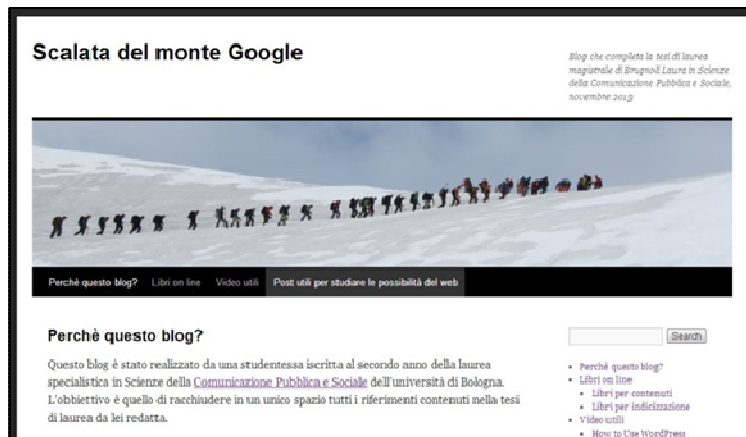 Scalata del monte Google
Blog che completa la tesi di laurea
magistrale di Brugnoli Laura in Scienze
della Comunicazione Pubblica e Sociale,
novembre 2013
Perchè questo blog? Libri on line Video utili Post utili per studiare le possibilità del web
Perchè questo blog?
Questo blog è stato realizzato da una studentessa iscritta al secondo anno della laurea
specialistica in Scienze della Comunicazione Pubblica e Sociale dell'università di Bologna.
L'obbiettivo è quello di racchiudere in un unico spazio tutti i riferimenti contenuti nella tesi
di laurea da lei redatta.
Search
Perchè questo blog?
Libri on line
Libri per contenuti
Libri per indicizzazione
Video utili
How to Use WordPress